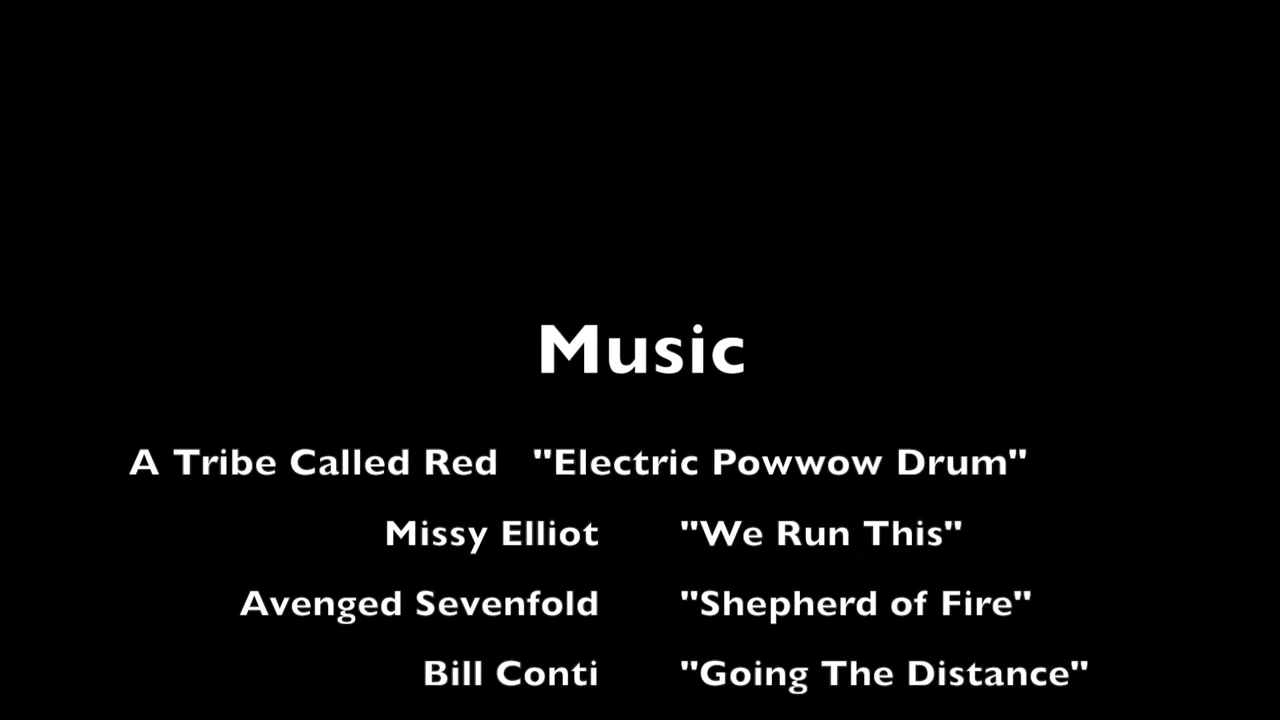 Music
A Tribe Called Red "Electric Powwow Drum"
Missy Elliot "We Run This"
Avenged Sevenfold "Shepherd of Fire"
Bill Conti "Going The Distance"